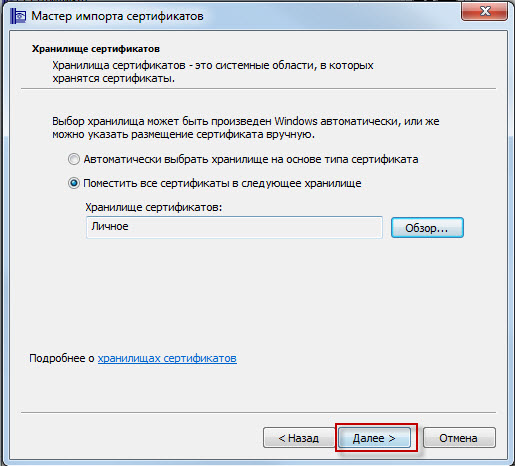 Мастер импорта сертификатов
Хранилище сертификатов
Хранилища сертификатов - это системные области, в которых
хранятся сертификаты.
Выбор хранилища может быть произведен Windows автоматически, или же
можно указать размещение сертификата вручную.
Автоматически выбрать хранилище на основе типа сертификата
Поместить все сертификаты в следующее хранилище
Хранилище сертификатов:
Личное
Обзор...
Подробнее о хранилищах сертификатов
< Назад
Далее >
Отмена